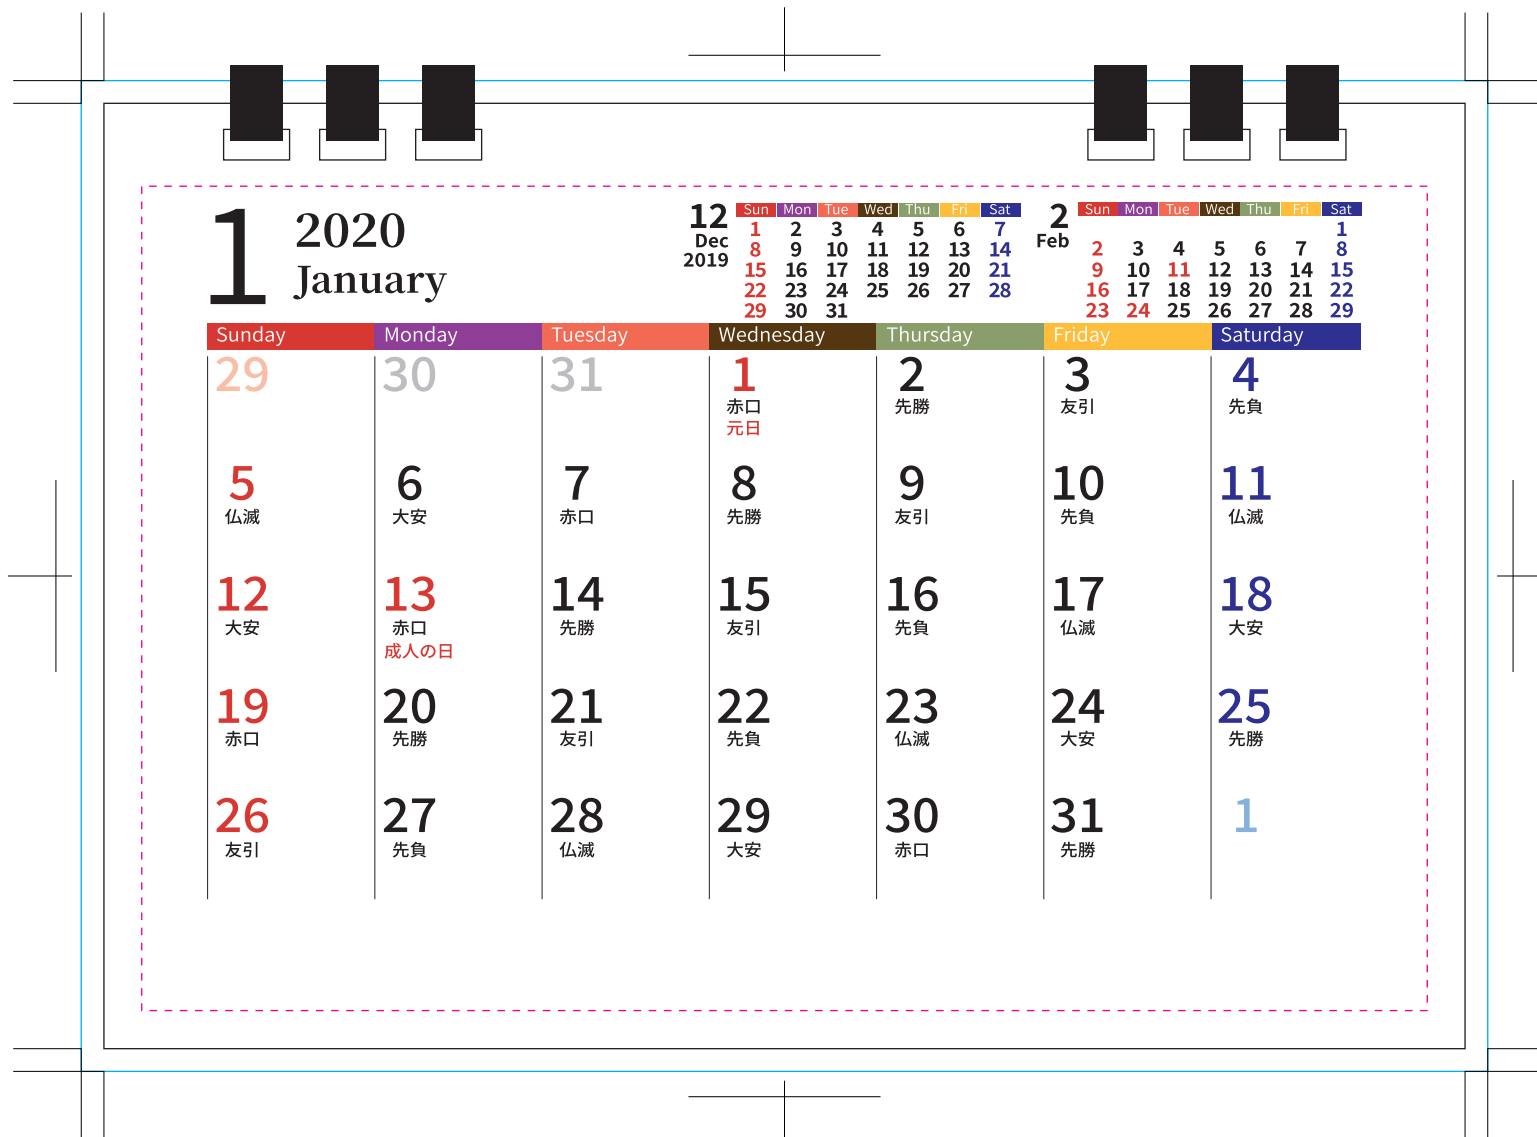 1
2020
January
12
Dec
2019
Sun Mon Tue Wed Thu Fri Sat
1 2 3 4 5 6 7
8 9 10 11 12 13 14
15 16 17 18 19 20 21
22 23 24 25 26 27 28
29 30 31
2
Feb
Sun Mon Tue Wed Thu Fri Sat
1
2 3 4 5 6 7 8
9 10 11 12 13 14 15
16 17 18 19 20 21 22
23 24 25 26 27 28 29
Sunday Monday Tuesday Wednesday Thursday Friday Saturday
29 30 31 1 2 3 4
赤口 先勝 友引 先負
元日
5 6 7 8 9 10 11
仏滅 大安 赤口 先勝 友引 先負 仏滅
12 13 14 15 16 17 18
大安 赤口 先勝 友引 先負 仏滅 大安
成人の日
19 20 21 22 23 24 25
赤口 先勝 友引 先負 仏滅 大安 先勝
26 27 28 29 30 31 1
友引 先負 仏滅 大安 赤口 先勝